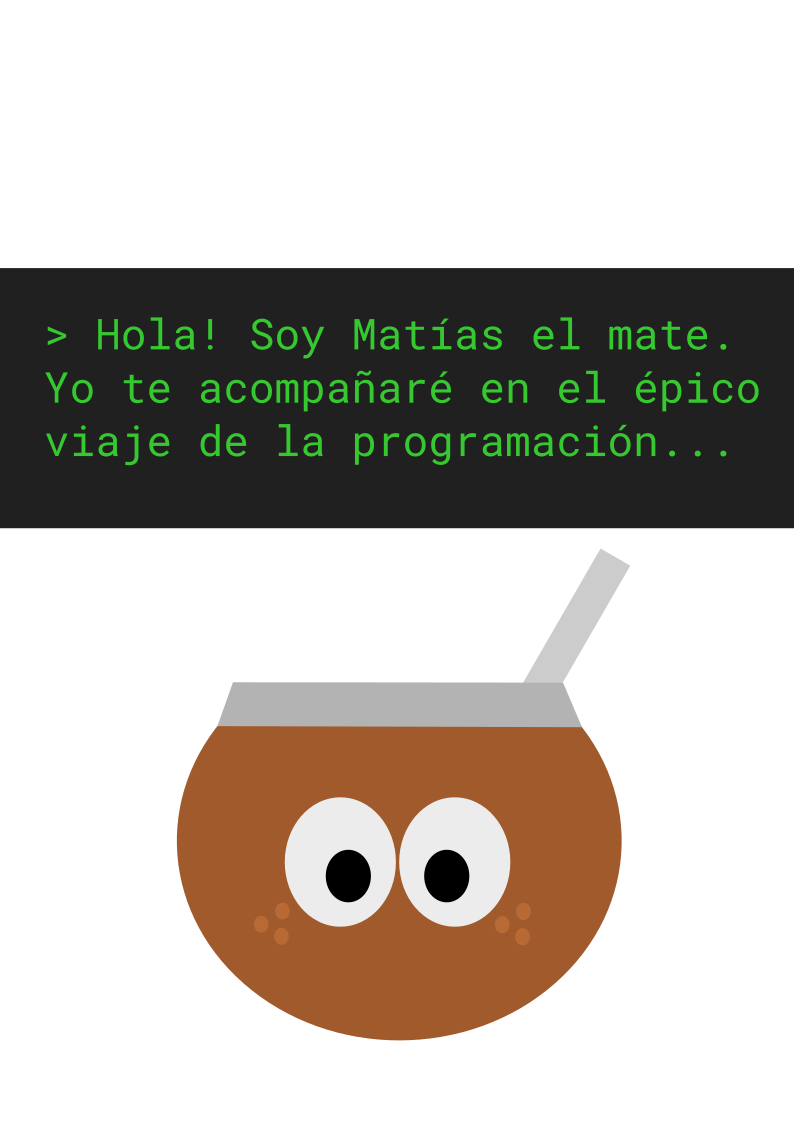 > Hola! Soy Matías el mate.
Yo te acompañaré en el épico
viaje de la programación...